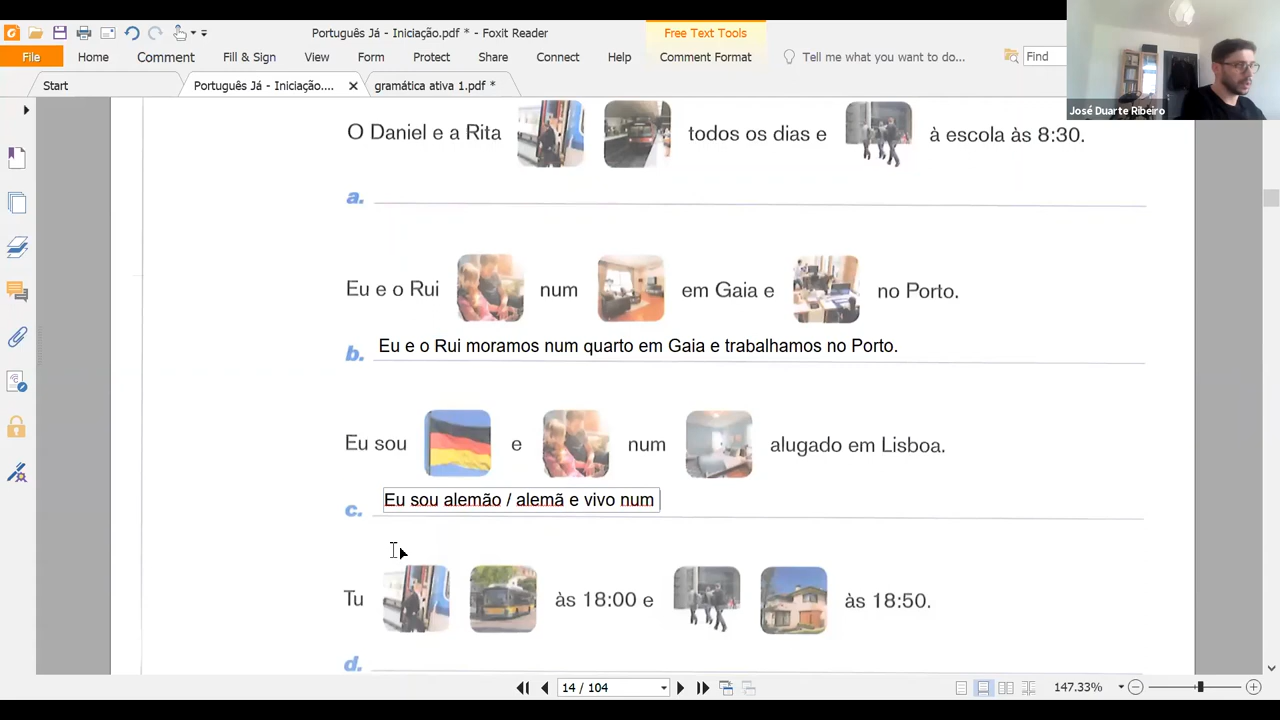 Português Já - Iniciação.pdf * - Foxit Reader
Free Text Tools
File Home Comment Fill & Sign View Form Protect Share Connect Help Comment Format Tell me what you want to do... Find
Start Português Já - Iniciação.... gramática ativa 1.pdf *
José Duarte Ribeiro
O Daniel e a Rita todos os dias e à escola às 8:30.
a.
Eu e o Rui num em Gaia e no Porto.
b. Eu e o Rui moramos num quarto em Gaia e trabalhamos no Porto.
Eu sou e num alugado em Lisboa.
c. Eu sou alemão / alemã e vivo num
Tu às 18:00 e às 18:50.
d.
14 / 104 147.33%